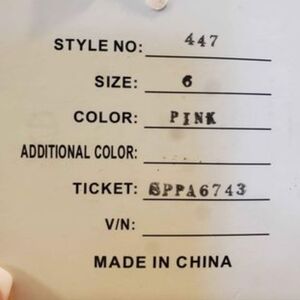 STYLE NO: 447
SIZE: 6
COLOR: PINK
ADDITIONAL COLOR:
TICKET: SPPA6743
V/N:
MADE IN CHINA